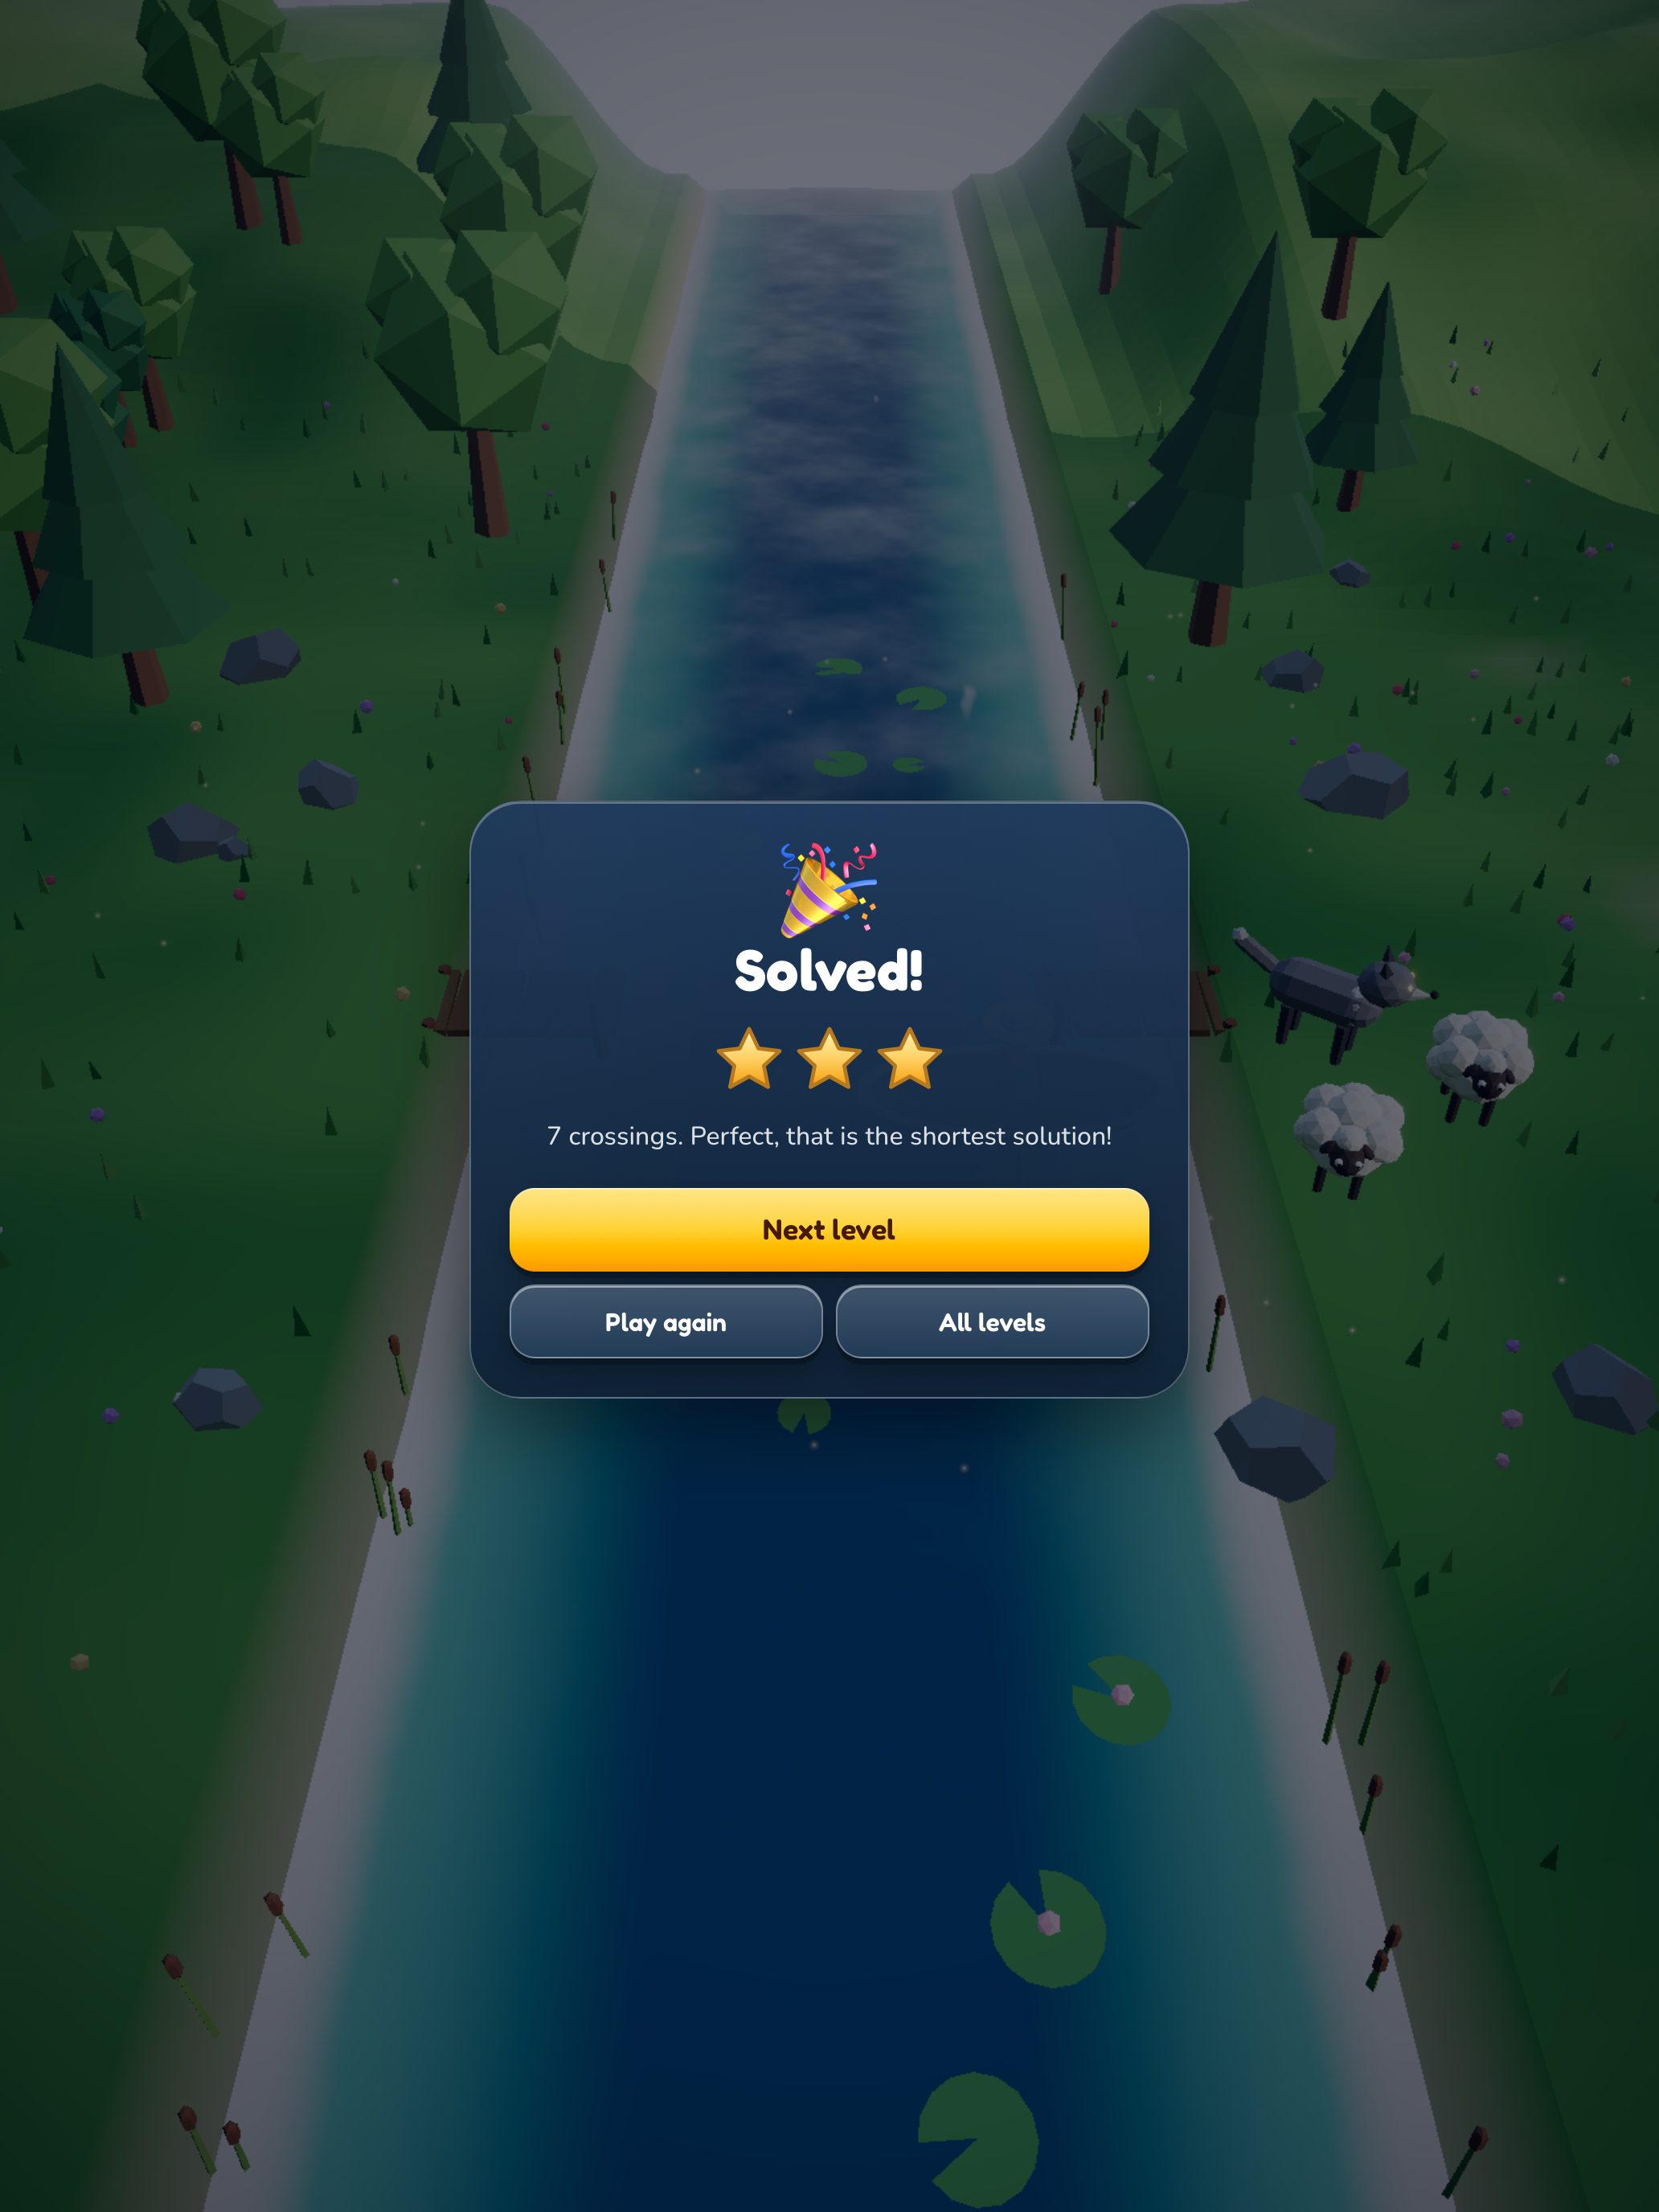 Solved!
7 crossings. Perfect, that is the shortest solution!
Next level
Play again
All levels